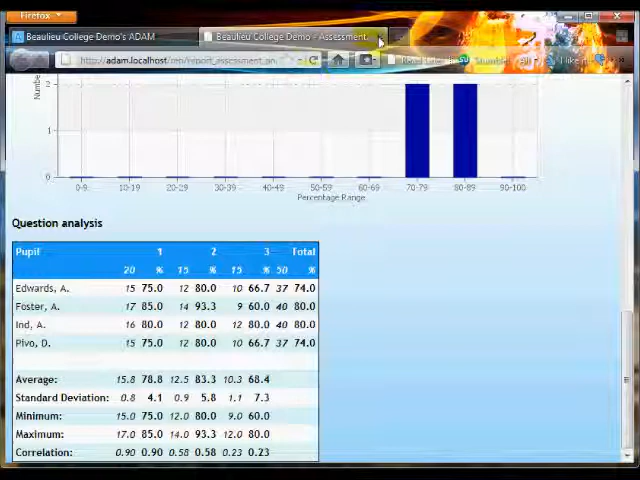 Firefox
Beaulieu College Demo's ADAM
Beaulieu College Demo - Assessment...
Read Later
Stumble!
All
I like it
2
1
0
0-9 10-19 20-29 30-39 40-49 50-59 60-69 70-79 80-89 90-100
Percentage Range
Question analysis
Pupil 1 2 3 Total
20 % 15 % 15 % 50 %
Edwards, A. 15 75.0 12 80.0 10 66.7 37 74.0
Foster, A. 17 85.0 14 93.3 9 60.0 40 80.0
Ind, A. 16 80.0 12 80.0 12 80.0 40 80.0
Pivo, D. 15 75.0 12 80.0 10 66.7 37 74.0
Average: 15.8 78.8 12.5 83.3 10.3 68.4
Standard Deviation: 0.8 4.1 0.9 5.8 1.1 7.3
Minimum: 15.0 75.0 12.0 80.0 9.0 60.0
Maximum: 17.0 85.0 14.0 93.3 12.0 80.0
Correlation: 0.90 0.90 0.58 0.58 0.23 0.23